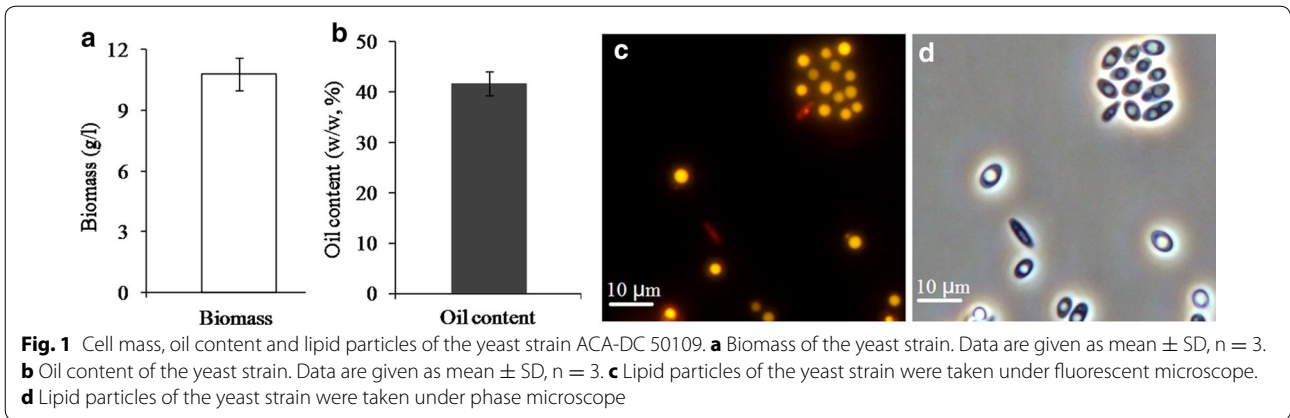 a
12
9
6
3
0
Biomass (g/l)
Biomass
b
50
40
30
20
10
0
Oil content (w/w, %)
Oil content
c
10 µm
d
10 µm
Fig. 1 Cell mass, oil content and lipid particles of the yeast strain ACA-DC 50109. a Biomass of the yeast strain. Data are given as mean ± SD, n = 3.
b Oil content of the yeast strain. Data are given as mean ± SD, n = 3. c Lipid particles of the yeast strain were taken under fluorescent microscope.
d Lipid particles of the yeast strain were taken under phase microscope